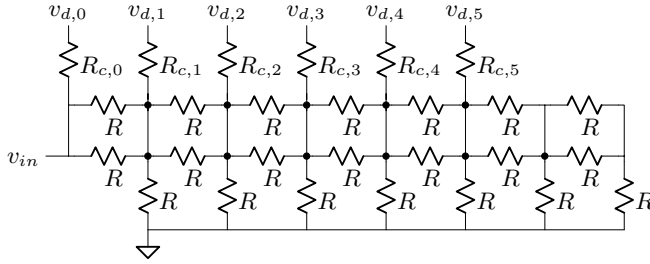 v_{d,0} v_{d,1} v_{d,2} v_{d,3} v_{d,4} v_{d,5}
R_{c,0} R_{c,1} R_{c,2} R_{c,3} R_{c,4} R_{c,5}
R R R R R R R
v_{in} R R R R R R R
R R R R R R R